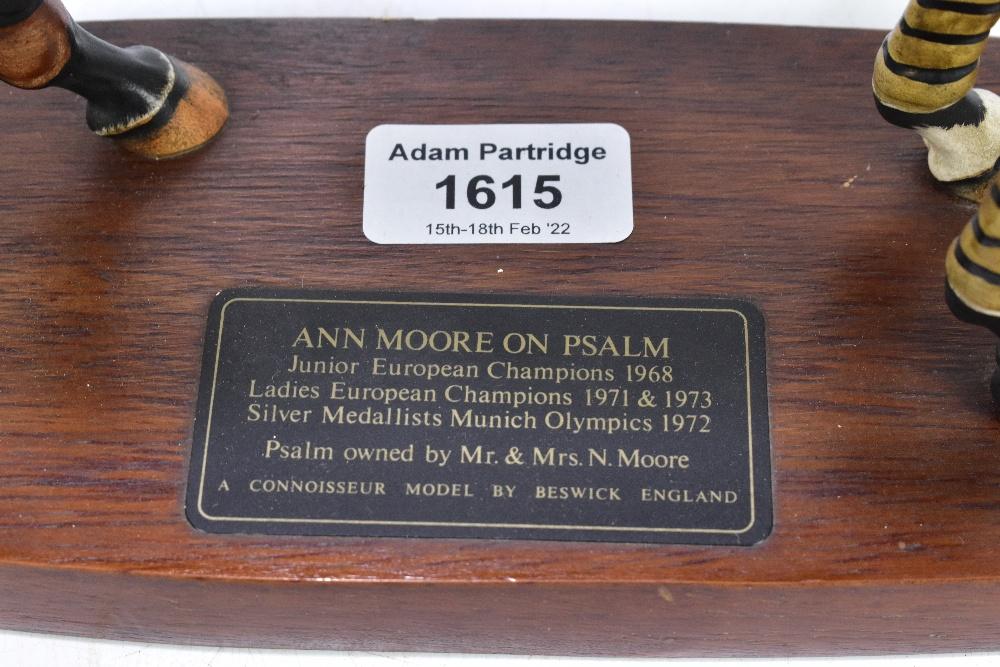 Adam Partridge
1615
15th-18th Feb '22
ANN MOORE ON PSALM
Junior European Champions 1968
Ladies European Champions 1971 & 1973
Silver Medallists Munich Olympics 1972
Psalm owned by Mr. & Mrs. N. Moore
A CONNOISSEUR MODEL BY BESWICK ENGLAND